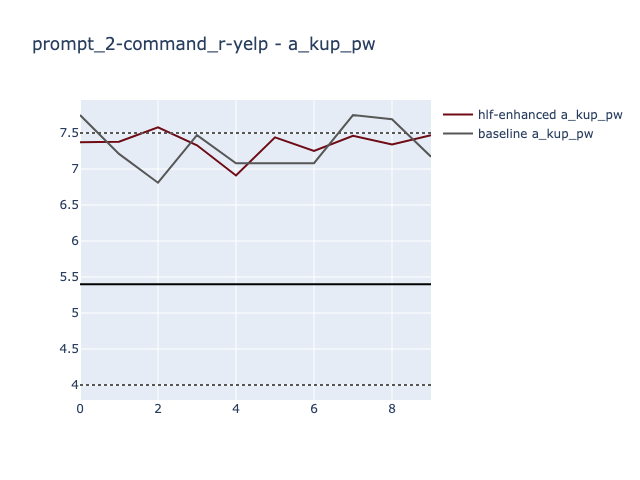 prompt_2-command_r-yelp - a_kup_pw
hlf-enhanced a_kup_pw
baseline a_kup_pw
7.5
7
6.5
6
5.5
5
4.5
4
0 2 4 6 8